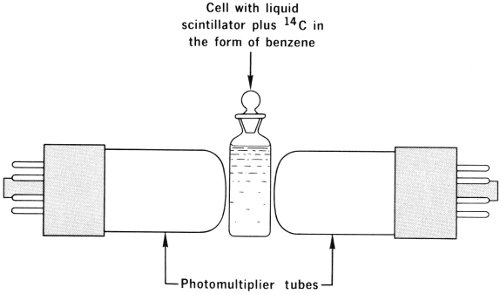 Cell with liquid
scintillator plus ¹⁴C in
the form of benzene
Photomultiplier tubes